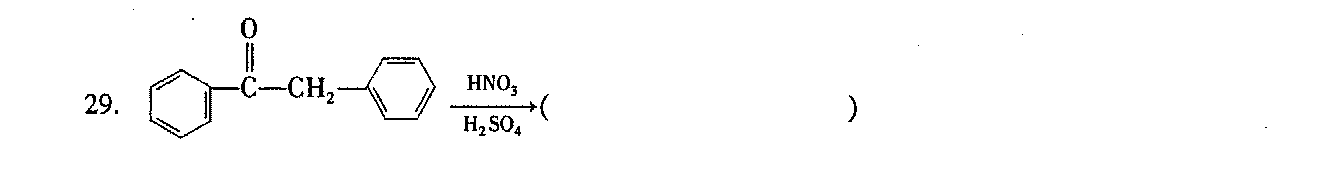 O
29. C—CH₂ HNO₃ ( )
H₂SO₄